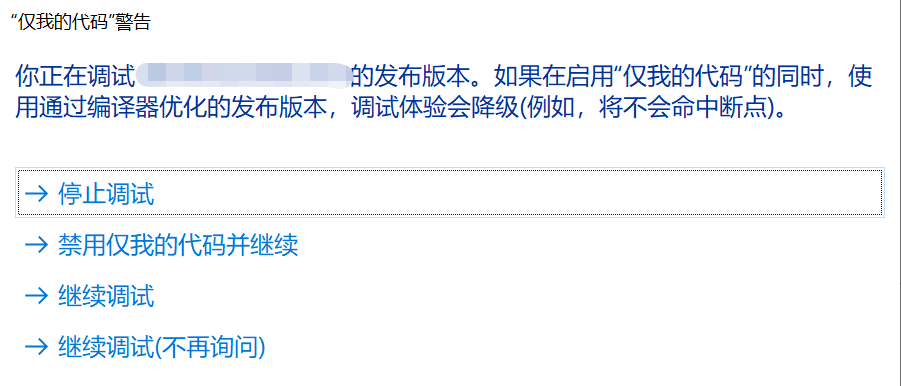 “仅我的代码”警告
你正在调试的发布版本。如果在启用“仅我的代码”的同时，使
用通过编译器优化的发布版本，调试体验会降级(例如，将不会命中断点)。
→ 停止调试
→ 禁用仅我的代码并继续
→ 继续调试
→ 继续调试(不再询问)